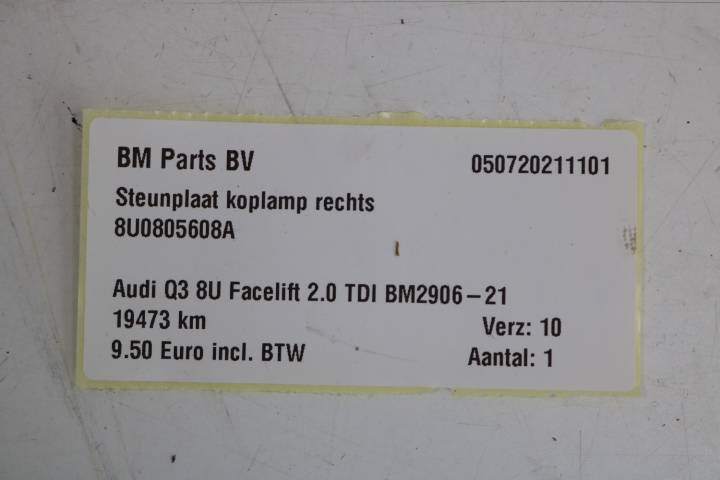 BM Parts BV 050720211101
Steunplaat koplamp rechts
8U0805608A
Audi Q3 8U Facelift 2.0 TDI BM2906-21
19473 km Verz: 10
9.50 Euro incl. BTW Aantal: 1